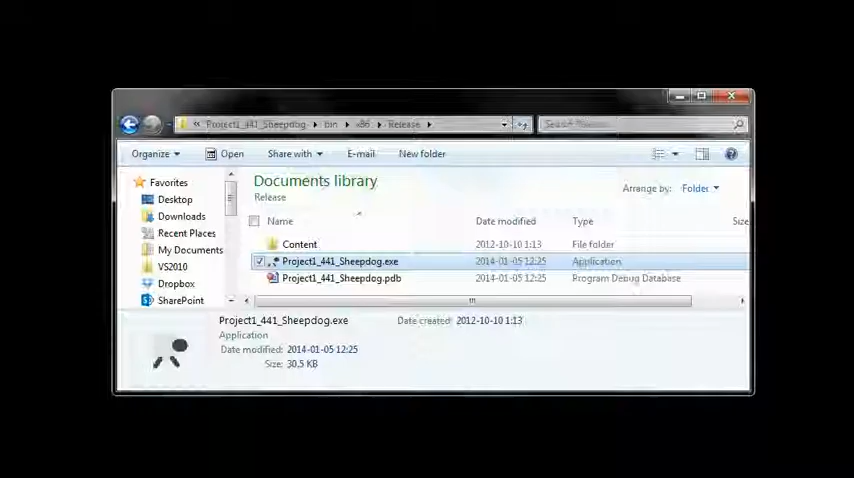 « Project1_441_Sheepdog ▸ bin ▸ x86 ▸ Release ▸
Organize Open Share with E-mail New folder
Favorites
Desktop
Downloads
Recent Places
My Documents
VS2010
Dropbox
SharePoint
Documents library
Release
Arrange by: Folder
Name Date modified Type Size
Content 2012-10-10 1:13 File folder
Project1_441_Sheepdog.exe 2014-01-05 12:25 Application
Project1_441_Sheepdog.pdb 2014-01-05 12:25 Program Debug Database
Project1_441_Sheepdog.exe Date created: 2012-10-10 1:13
Application
Date modified: 2014-01-05 12:25
Size: 30,5 KB